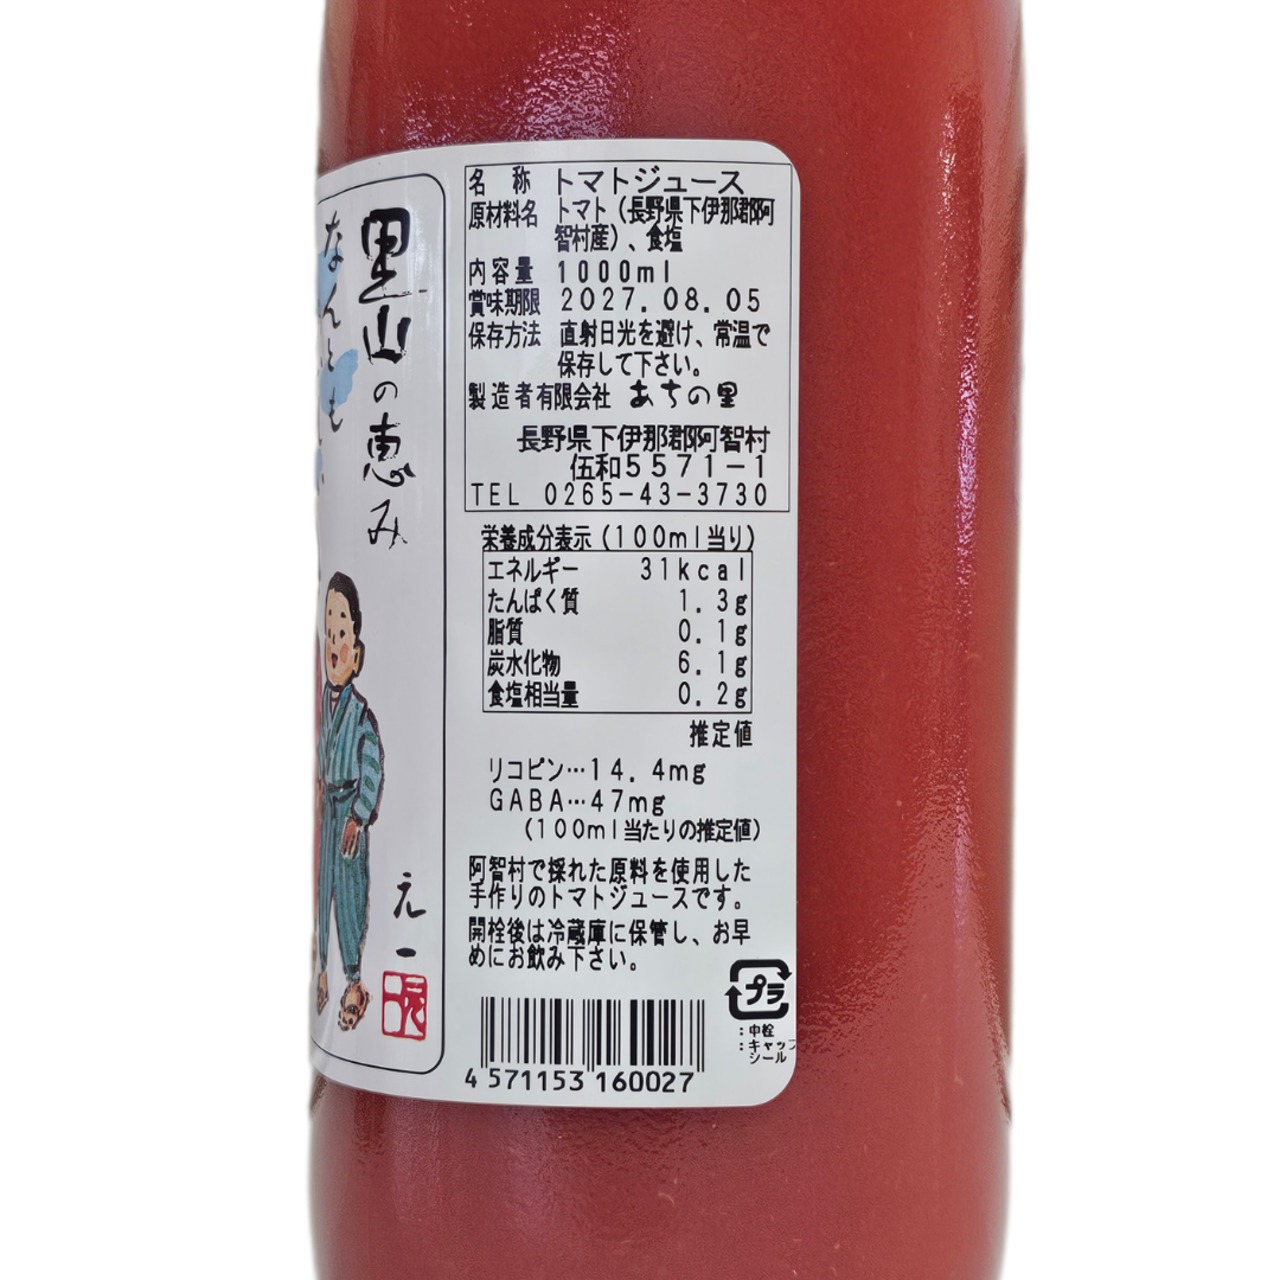 里山の恵み
なんとも
元一
名 称 トマトジュース
原材料名 トマト(長野県下伊那郡阿
智村産)、食塩
内容量 1000ml
賞味期限 2027.08.05
保存方法 直射日光を避け、常温で
保存して下さい。
製造者 有限会社 あちの里
長野県下伊那郡阿智村
伍和5571-1
TEL 0265-43-3730
栄養成分表示(100ml当り)
エネルギー 31kcal
たんぱく質 1.3g
脂質 0.1g
炭水化物 6.1g
食塩相当量 0.2g
推定値
リコピン…14.4mg
GABA…47mg
(100ml当たりの推定値)
阿智村で採れた原料を使用した
手作りのトマトジュースです。
開栓後は冷蔵庫に保管し、お早
めにお飲み下さい。
プラ
:中栓
:キャップ
シール
4 571153 160027